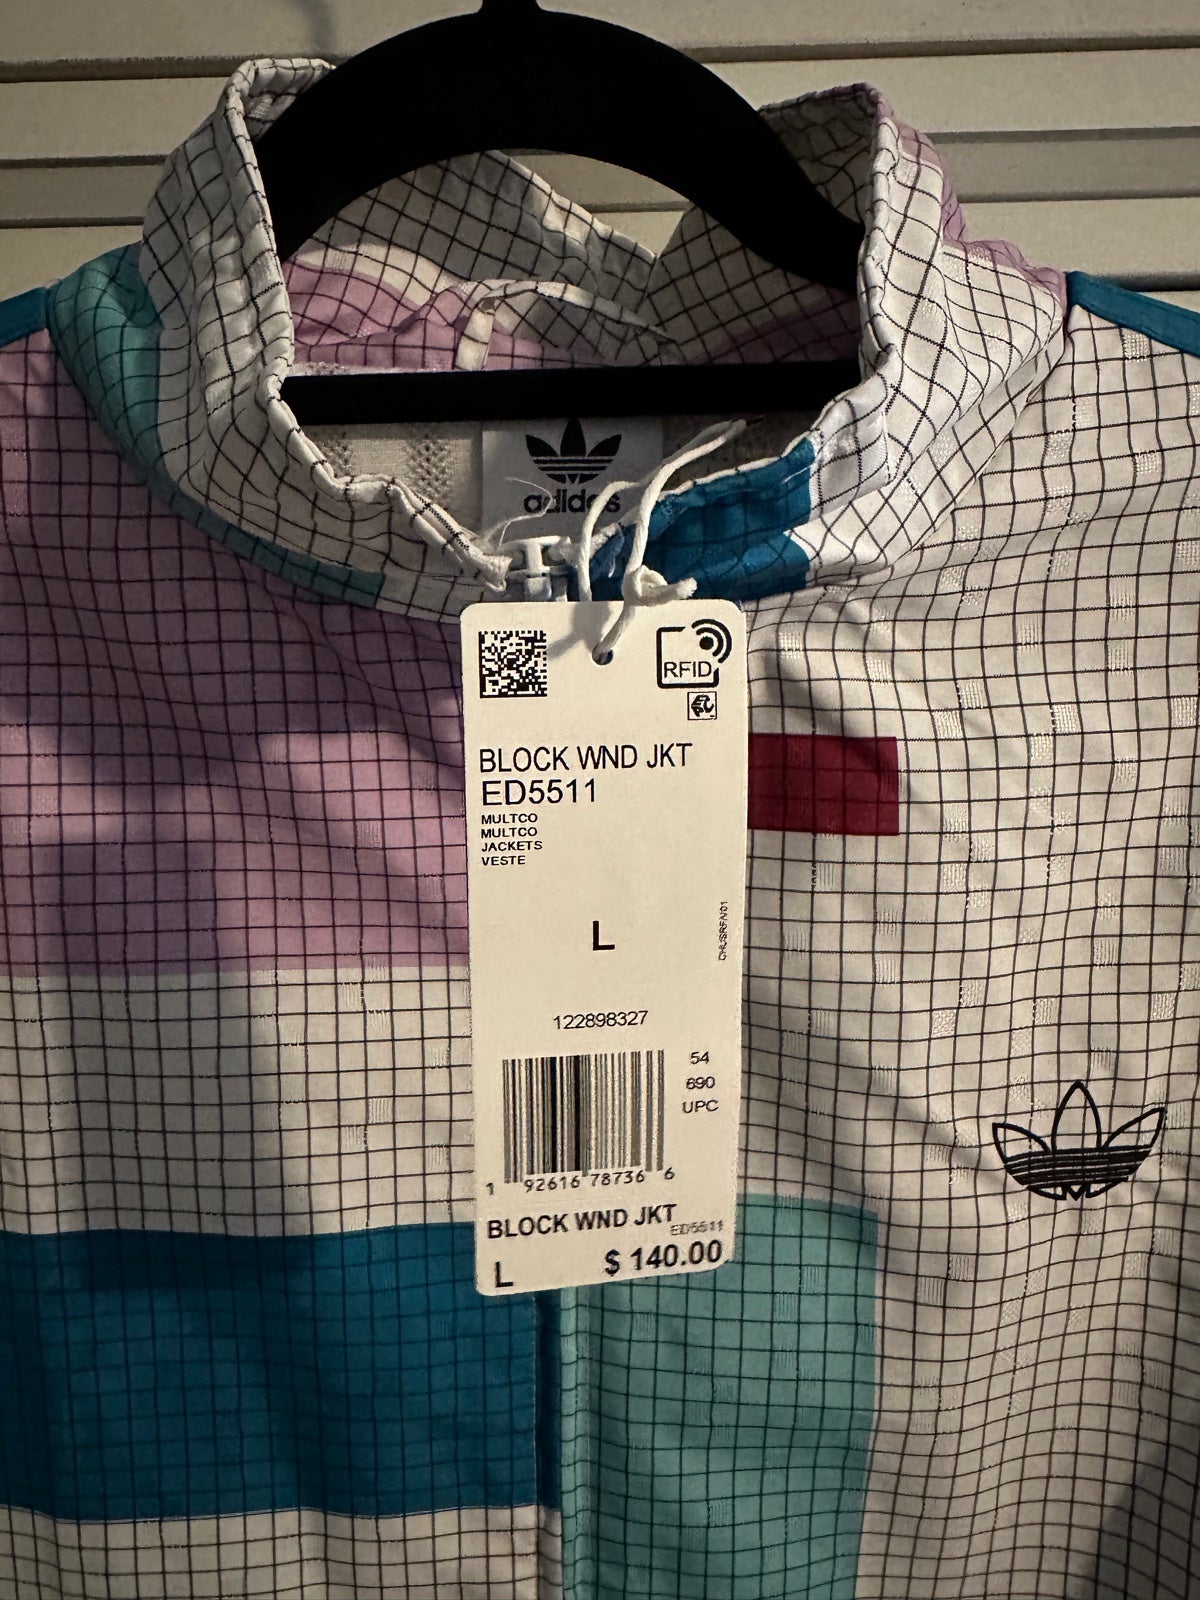 adidas
RFID
BLOCK WND JKT
ED5511
MULTCO
MULTCO
JACKETS
VESTE
L
122898327
54
690
UPC
1 92616 78736 6
BLOCK WND JKT
ED5511
L $ 140.00